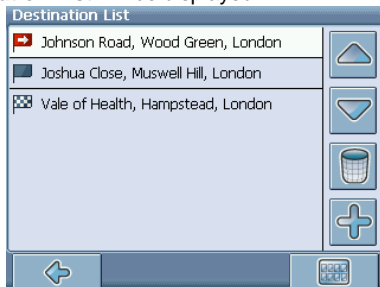 Destination List
Johnson Road, Wood Green, London
Joshua Close, Muswell Hill, London
Vale of Health, Hampstead, London